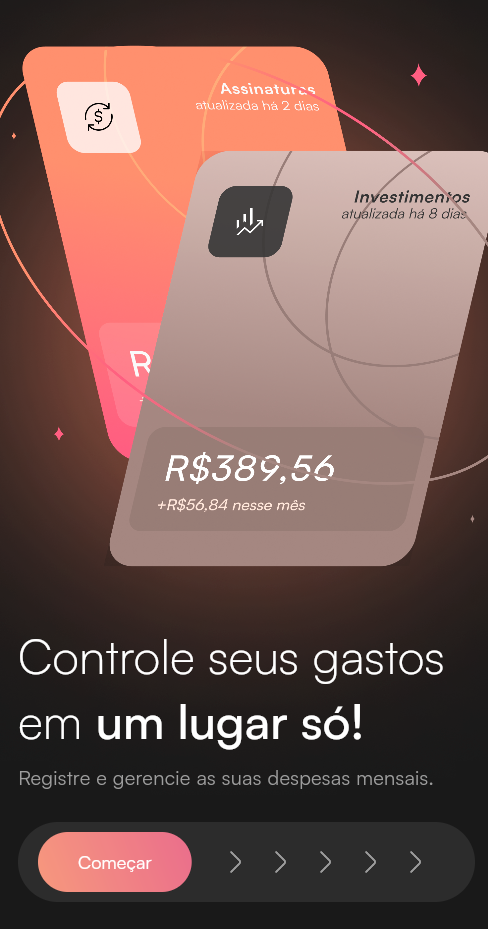 Assinaturas
atualizada há 2 dias
Investimentos
atualizada há 8 dias
R$389,56
+R$56,84 nesse mês
Controle seus gastos
em um lugar só!
Registre e gerencie as suas despesas mensais.
Começar